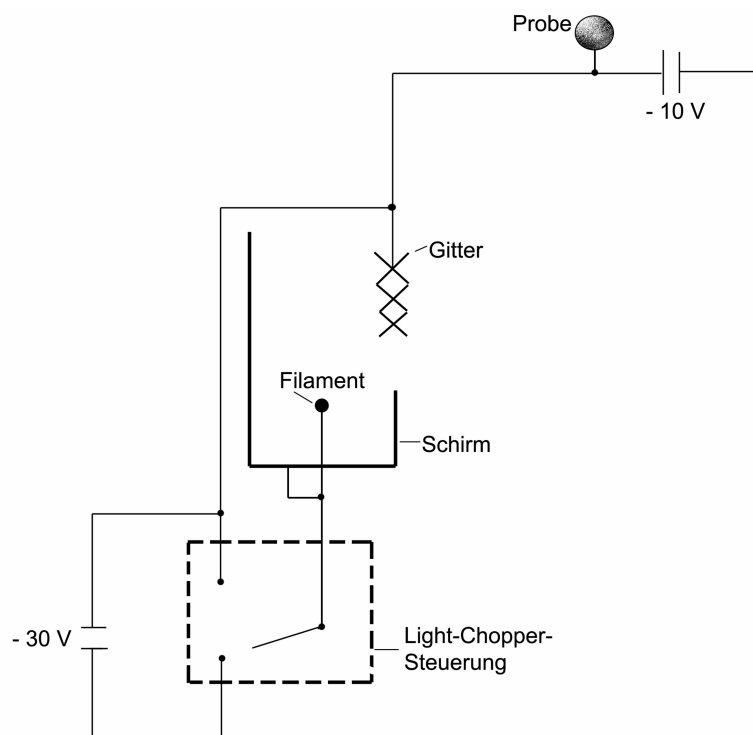 Probe
- 10 V
Gitter
Filament
Schirm
- 30 V
Light-Chopper-
Steuerung